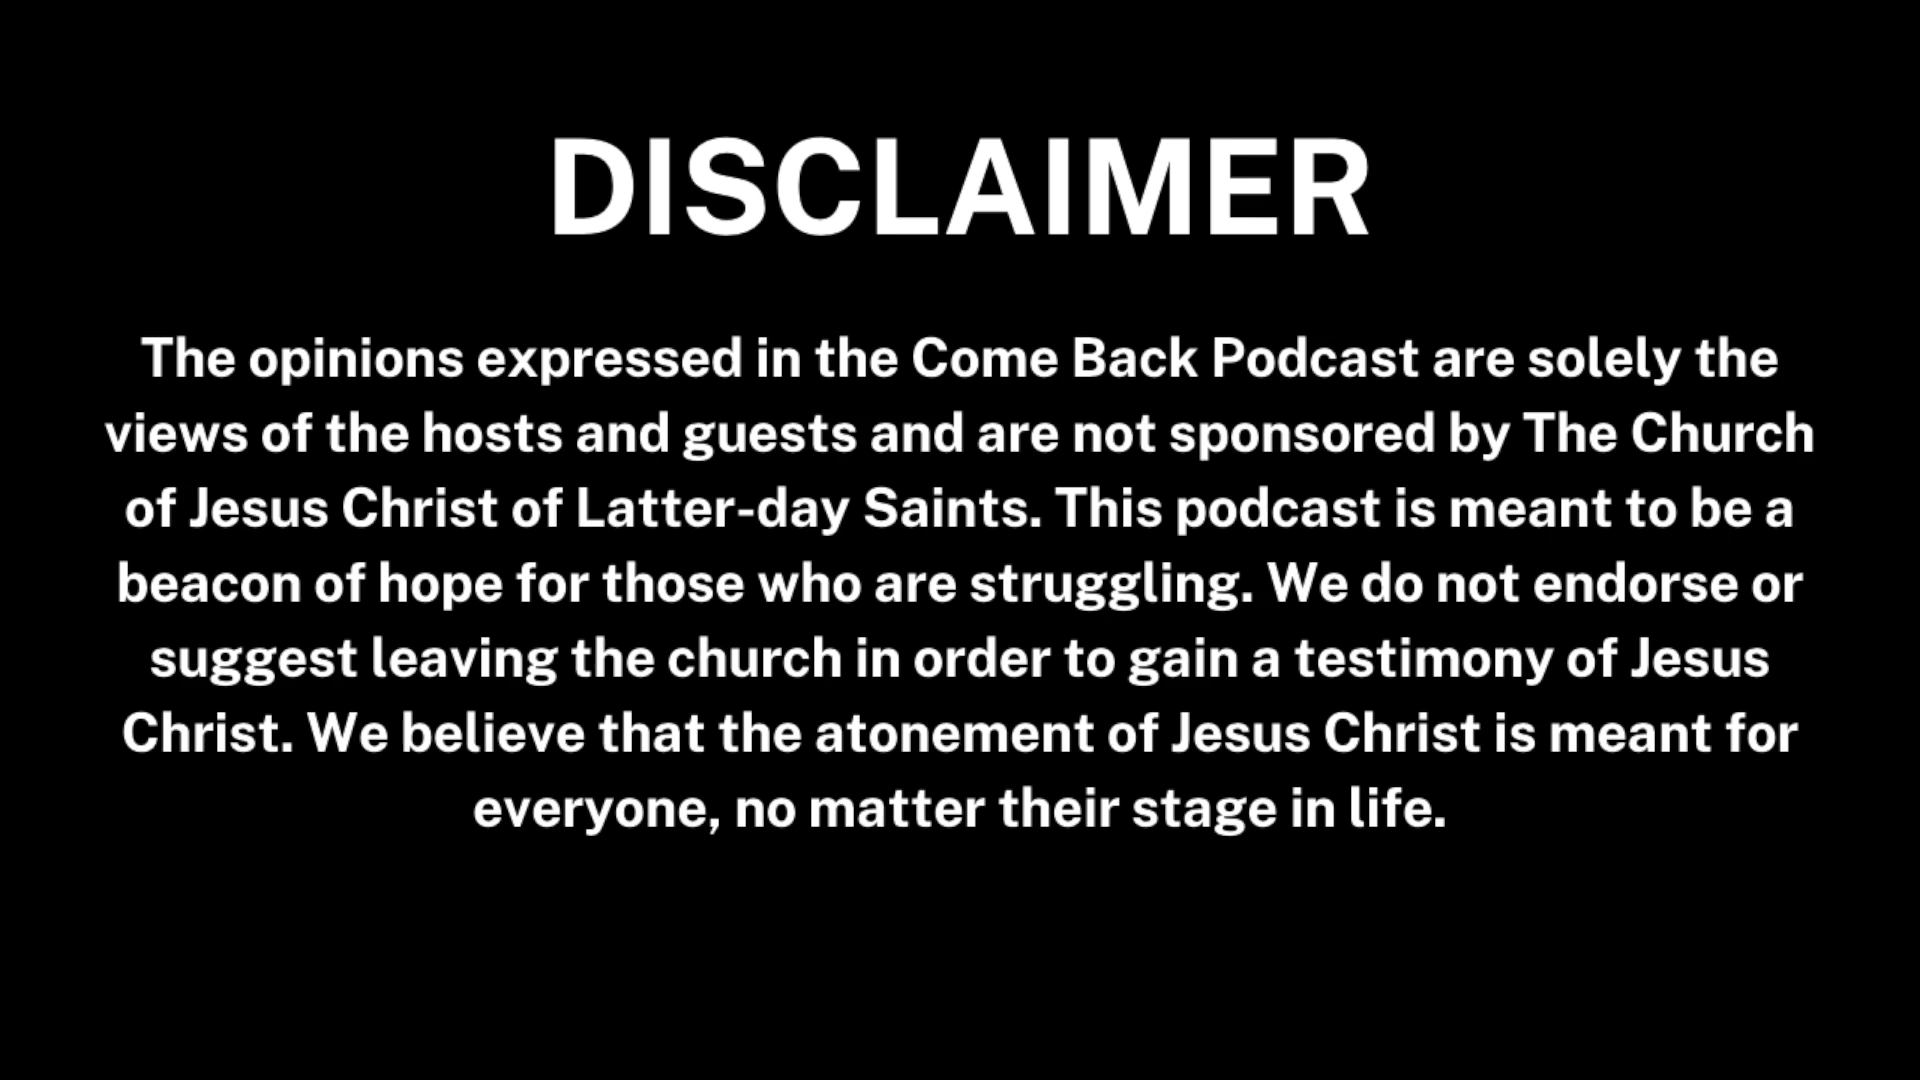 DISCLAIMER
The opinions expressed in the Come Back Podcast are solely the
views of the hosts and guests and are not sponsored by The Church
of Jesus Christ of Latter-day Saints. This podcast is meant to be a
beacon of hope for those who are struggling. We do not endorse or
suggest leaving the church in order to gain a testimony of Jesus
Christ. We believe that the atonement of Jesus Christ is meant for
everyone, no matter their stage in life.